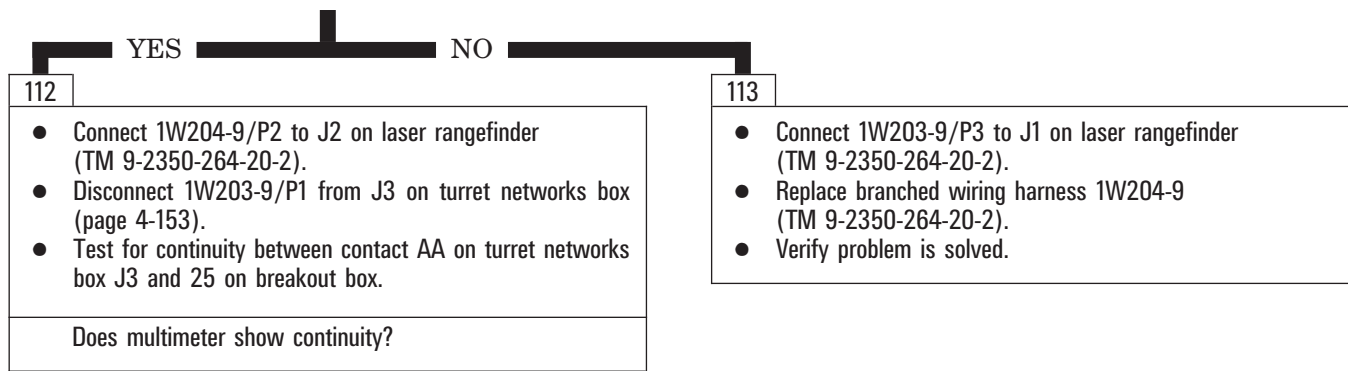 YES
NO
112
● Connect 1W204-9/P2 to J2 on laser rangefinder
(TM 9-2350-264-20-2).
● Disconnect 1W203-9/P1 from J3 on turret networks box
(page 4-153).
● Test for continuity between contact AA on turret networks
box J3 and 25 on breakout box.
Does multimeter show continuity?
113
● Connect 1W203-9/P3 to J1 on laser rangefinder
(TM 9-2350-264-20-2).
● Replace branched wiring harness 1W204-9
(TM 9-2350-264-20-2).
● Verify problem is solved.